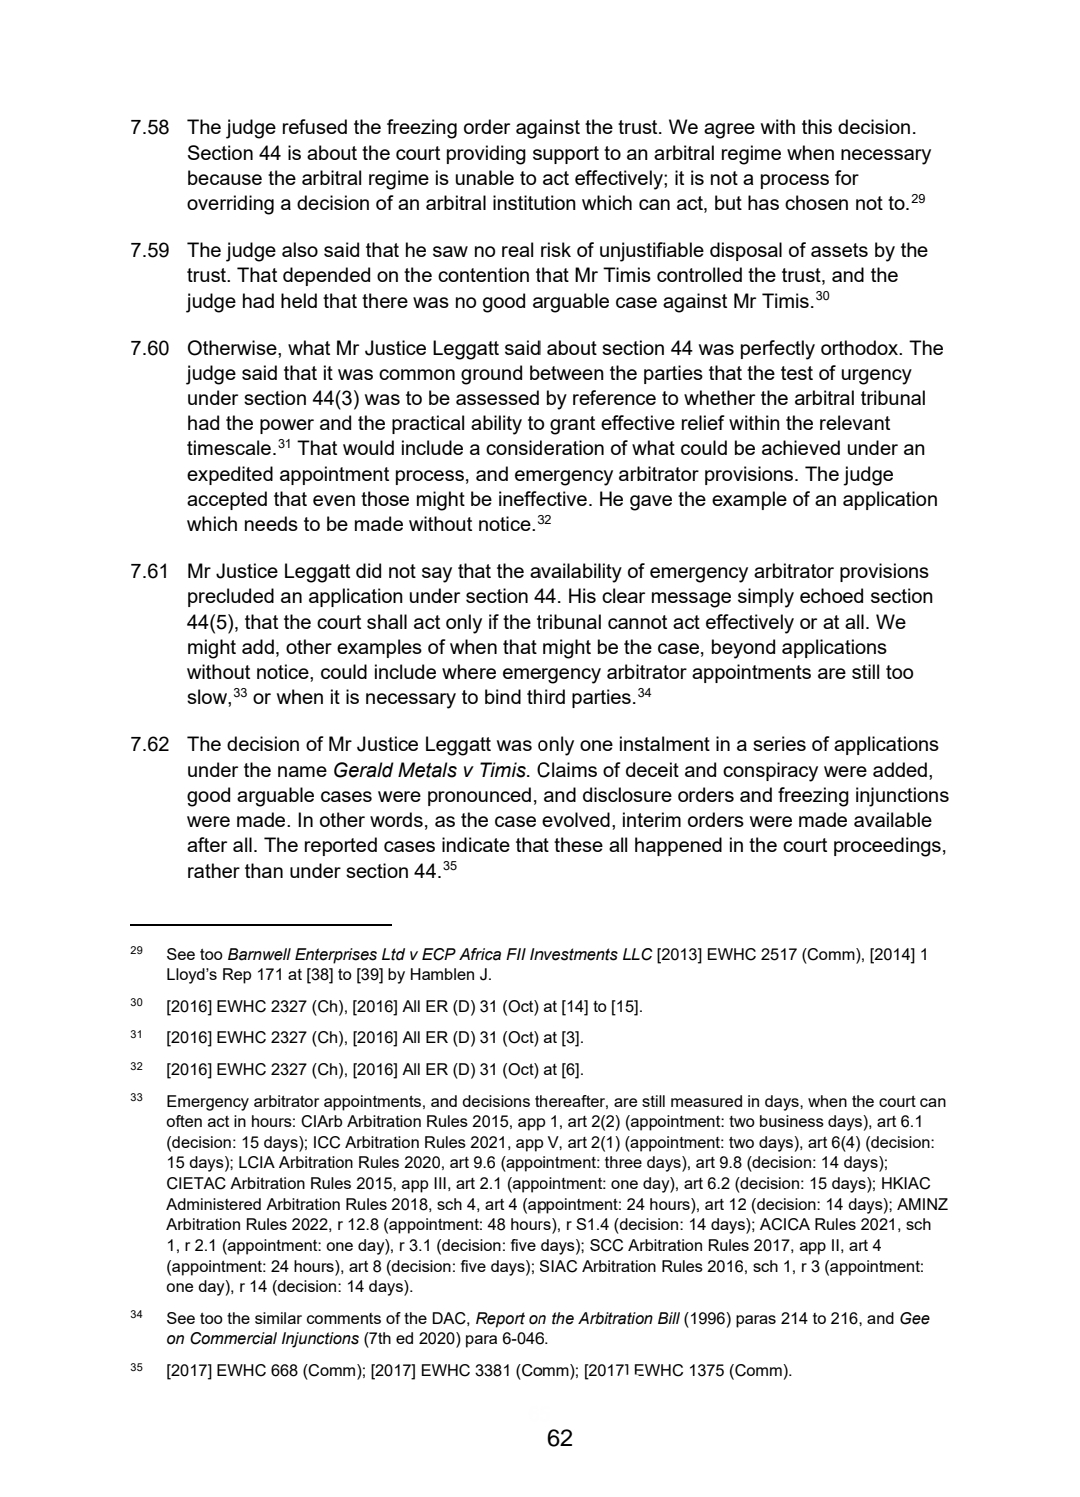 7.58 The judge refused the freezing order against the trust. We agree with this decision.
Section 44 is about the court providing support to an arbitral regime when necessary
because the arbitral regime is unable to act effectively; it is not a process for
overriding a decision of an arbitral institution which can act, but has chosen not to.29
7.59 The judge also said that he saw no real risk of unjustifiable disposal of assets by the
trust. That depended on the contention that Mr Timis controlled the trust, and the
judge had held that there was no good arguable case against Mr Timis.30
7.60 Otherwise, what Mr Justice Leggatt said about section 44 was perfectly orthodox. The
judge said that it was common ground between the parties that the test of urgency
under section 44(3) was to be assessed by reference to whether the arbitral tribunal
had the power and the practical ability to grant effective relief within the relevant
timescale.31 That would include a consideration of what could be achieved under an
expedited appointment process, and emergency arbitrator provisions. The judge
accepted that even those might be ineffective. He gave the example of an application
which needs to be made without notice.32
7.61 Mr Justice Leggatt did not say that the availability of emergency arbitrator provisions
precluded an application under section 44. His clear message simply echoed section
44(5), that the court shall act only if the tribunal cannot act effectively or at all. We
might add, other examples of when that might be the case, beyond applications
without notice, could include where emergency arbitrator appointments are still too
slow,33 or when it is necessary to bind third parties.34
7.62 The decision of Mr Justice Leggatt was only one instalment in a series of applications
under the name Gerald Metals v Timis. Claims of deceit and conspiracy were added,
good arguable cases were pronounced, and disclosure orders and freezing injunctions
were made. In other words, as the case evolved, interim orders were made available
after all. The reported cases indicate that these all happened in the court proceedings,
rather than under section 44.35
29 See too Barnwell Enterprises Ltd v ECP Africa FII Investments LLC [2013] EWHC 2517 (Comm), [2014] 1
Lloyd's Rep 171 at [38] to [39] by Hamblen J.
30 [2016] EWHC 2327 (Ch), [2016] All ER (D) 31 (Oct) at [14] to [15].
31 [2016] EWHC 2327 (Ch), [2016] All ER (D) 31 (Oct) at [3].
32 [2016] EWHC 2327 (Ch), [2016] All ER (D) 31 (Oct) at [6].
33 Emergency arbitrator appointments, and decisions thereafter, are still measured in days, when the court can
often act in hours: CIArb Arbitration Rules 2015, app 1, art 2(2) (appointment: two business days), art 6.1
(decision: 15 days); ICC Arbitration Rules 2021, app V, art 2(1) (appointment: two days), art 6(4) (decision:
15 days); LCIA Arbitration Rules 2020, art 9.6 (appointment: three days), art 9.8 (decision: 14 days);
CIETAC Arbitration Rules 2015, app III, art 2.1 (appointment: one day), art 6.2 (decision: 15 days); HKIAC
Administered Arbitration Rules 2018, sch 4, art 4 (appointment: 24 hours), art 12 (decision: 14 days); AMINZ
Arbitration Rules 2022, r 12.8 (appointment: 48 hours), r S1.4 (decision: 14 days); ACICA Rules 2021, sch
1, r 2.1 (appointment: one day), r 3.1 (decision: five days); SCC Arbitration Rules 2017, app II, art 4
(appointment: 24 hours), art 8 (decision: five days); SIAC Arbitration Rules 2016, sch 1, r 3 (appointment:
one day), r 14 (decision: 14 days).
34 See too the similar comments of the DAC, Report on the Arbitration Bill (1996) paras 214 to 216, and Gee
on Commercial Injunctions (7th ed 2020) para 6-046.
35 [2017] EWHC 668 (Comm); [2017] EWHC 3381 (Comm); [2017] EWHC 1375 (Comm).
62